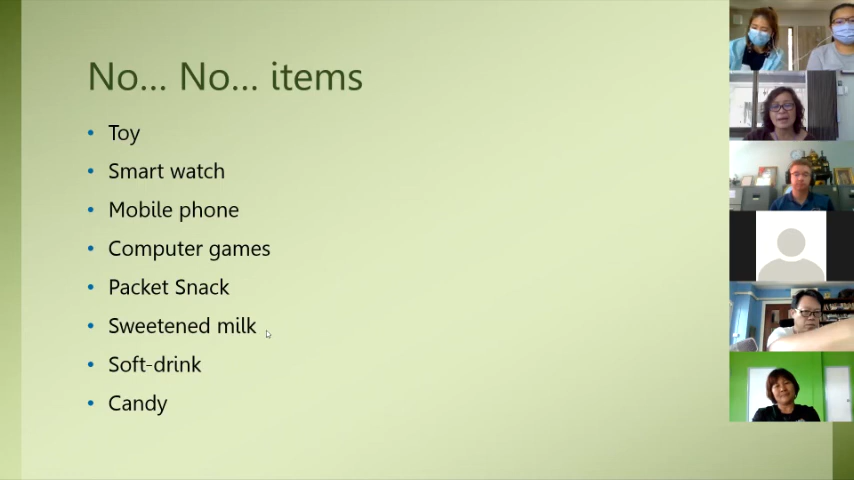 No... No... items
• Toy
• Smart watch
• Mobile phone
• Computer games
• Packet Snack
• Sweetened milk
• Soft-drink
• Candy